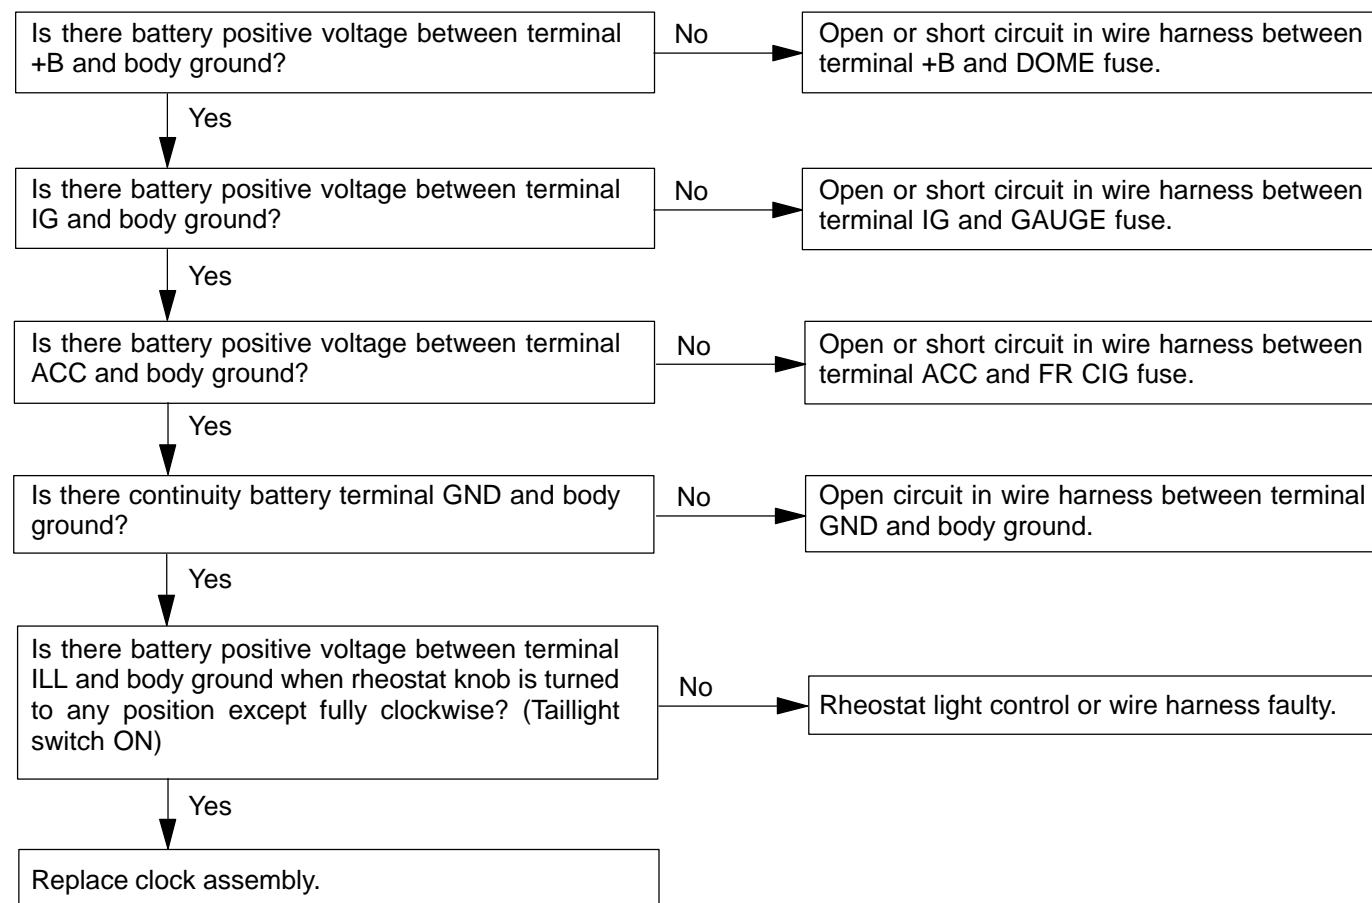 Is there battery positive voltage between terminal
+B and body ground?
No
Open or short circuit in wire harness between
terminal +B and DOME fuse.
Yes
Is there battery positive voltage between terminal
IG and body ground?
No
Open or short circuit in wire harness between
terminal IG and GAUGE fuse.
Yes
Is there battery positive voltage between terminal
ACC and body ground?
No
Open or short circuit in wire harness between
terminal ACC and FR CIG fuse.
Yes
Is there continuity battery terminal GND and body
ground?
No
Open circuit in wire harness between terminal
GND and body ground.
Yes
Is there battery positive voltage between terminal
ILL and body ground when rheostat knob is turned
to any position except fully clockwise? (Taillight
switch ON)
No
Rheostat light control or wire harness faulty.
Yes
Replace clock assembly.